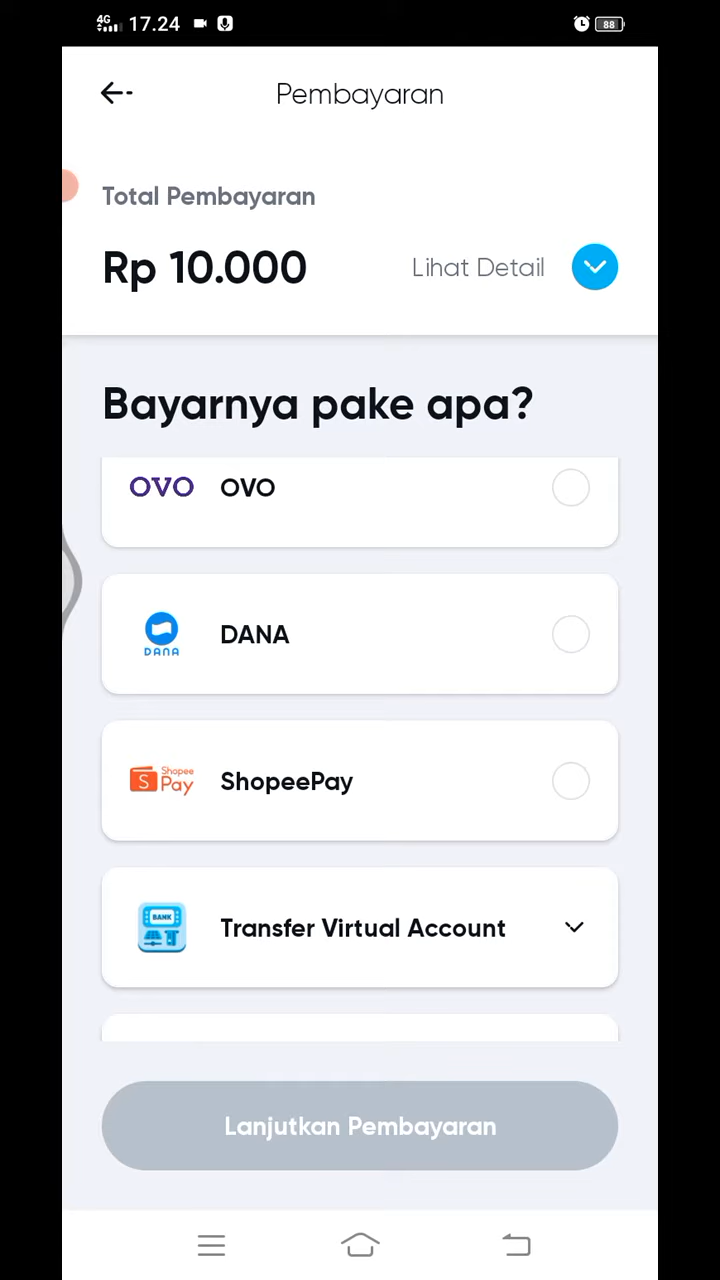 4G 17.24 88
Pembayaran
Total Pembayaran
Rp 10.000 Lihat Detail
Bayarnya pake apa?
OVO OVO
DANA DANA
S Shopee Pay ShopeePay
BANK Transfer Virtual Account
Lanjutkan Pembayaran